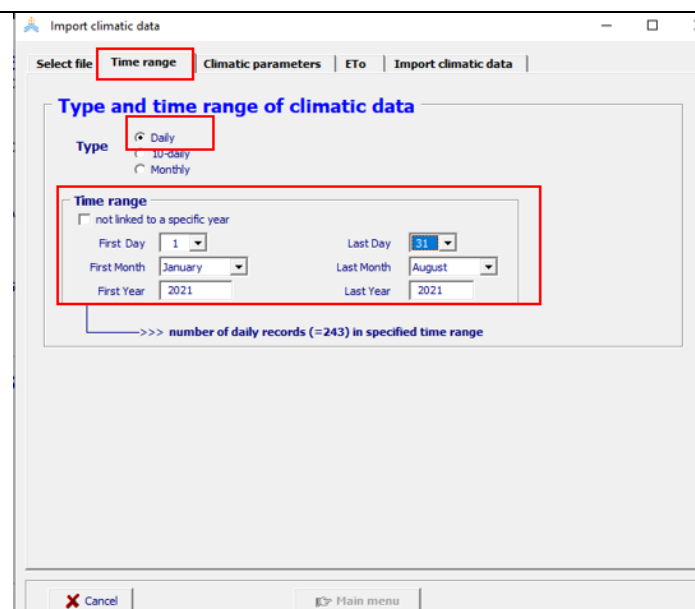 Import climatic data
Select file Time range Climatic parameters ETo Import climatic data
Type and time range of climatic data
Type Daily
10-daily
Monthly
Time range
not linked to a specific year
First Day 1 Last Day 31
First Month January Last Month August
First Year 2021 Last Year 2021
>>> number of daily records (=243) in specified time range
Cancel Main menu